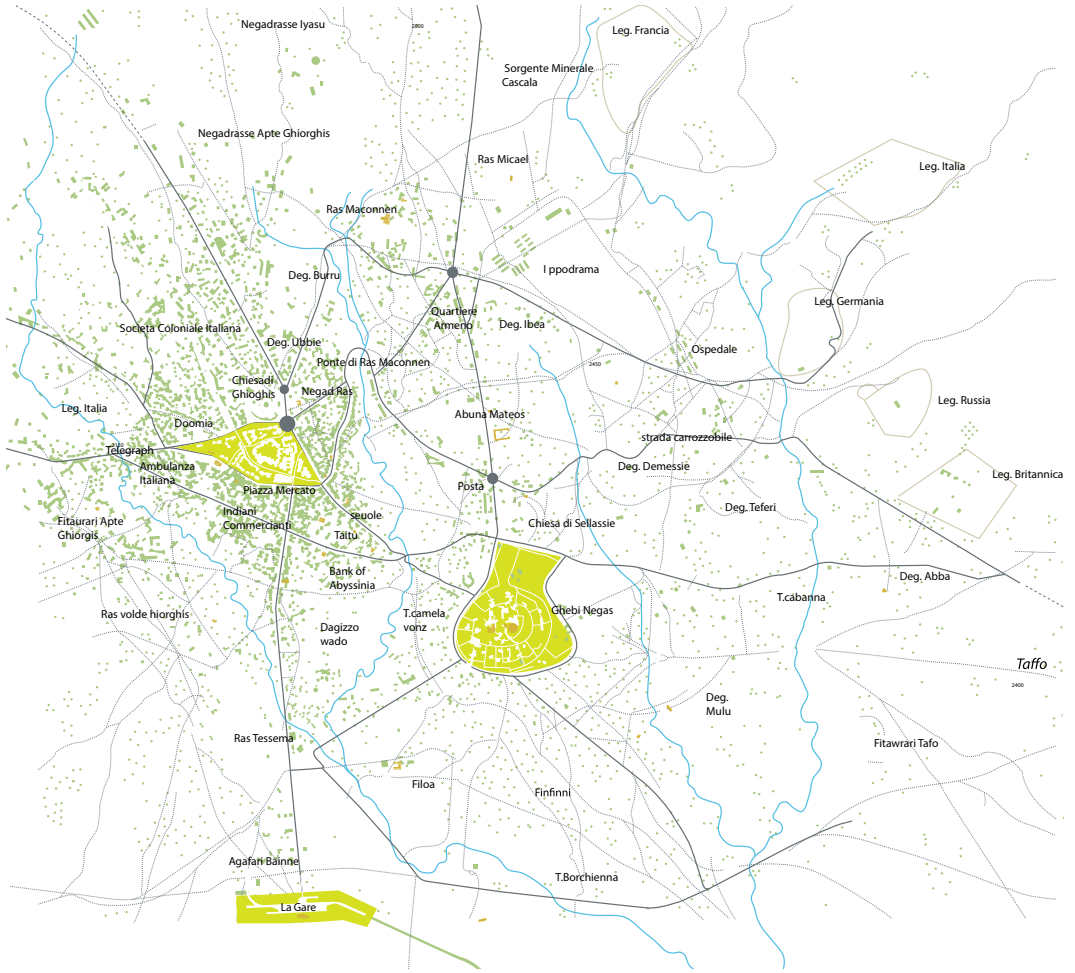 Negadrasse Iyasu
2800
Leg. Francia
Sorgente Minerale
Cascala
Negadrasse Apte Ghiorghis
Ras Micael
Leg. Italia
Ras Maconnen
I ppodrama
Deg. Burru
Leg. Germania
Quartiere
Ameno
Deg. Ibea
Societa Coloniale Italiana
Deg. Ubbie
Ospedale
Ponte di Ras Maconnen
2450
Chiesadi
Ghioghis
Negad Ras
Leg. Italia
Leg. Russia
Abuna Mateos
Doomia
strada carrozzobile
Telegraph
Ambulanza
Italiana
Deg. Demessie
Leg. Britannica
Posta
Piazza Mercato
Indiani
Commercianti
seuole
Deg. Teferi
Fitaurari Apte
Ghiorgis
Chiesa di Sellassie
Taitu
Bank of
Abyssinia
Deg. Abba
T.cabanna
Ras volde hiorghis
T.camela
vonz
Ghebi Negas
Dagizzo
wado
Taffo
2400
Deg.
Mulu
Ras Tessema
Fitawrari Tafo
Filoa
Finfinni
Agafari Bainne
T.Borchienna
La Gare